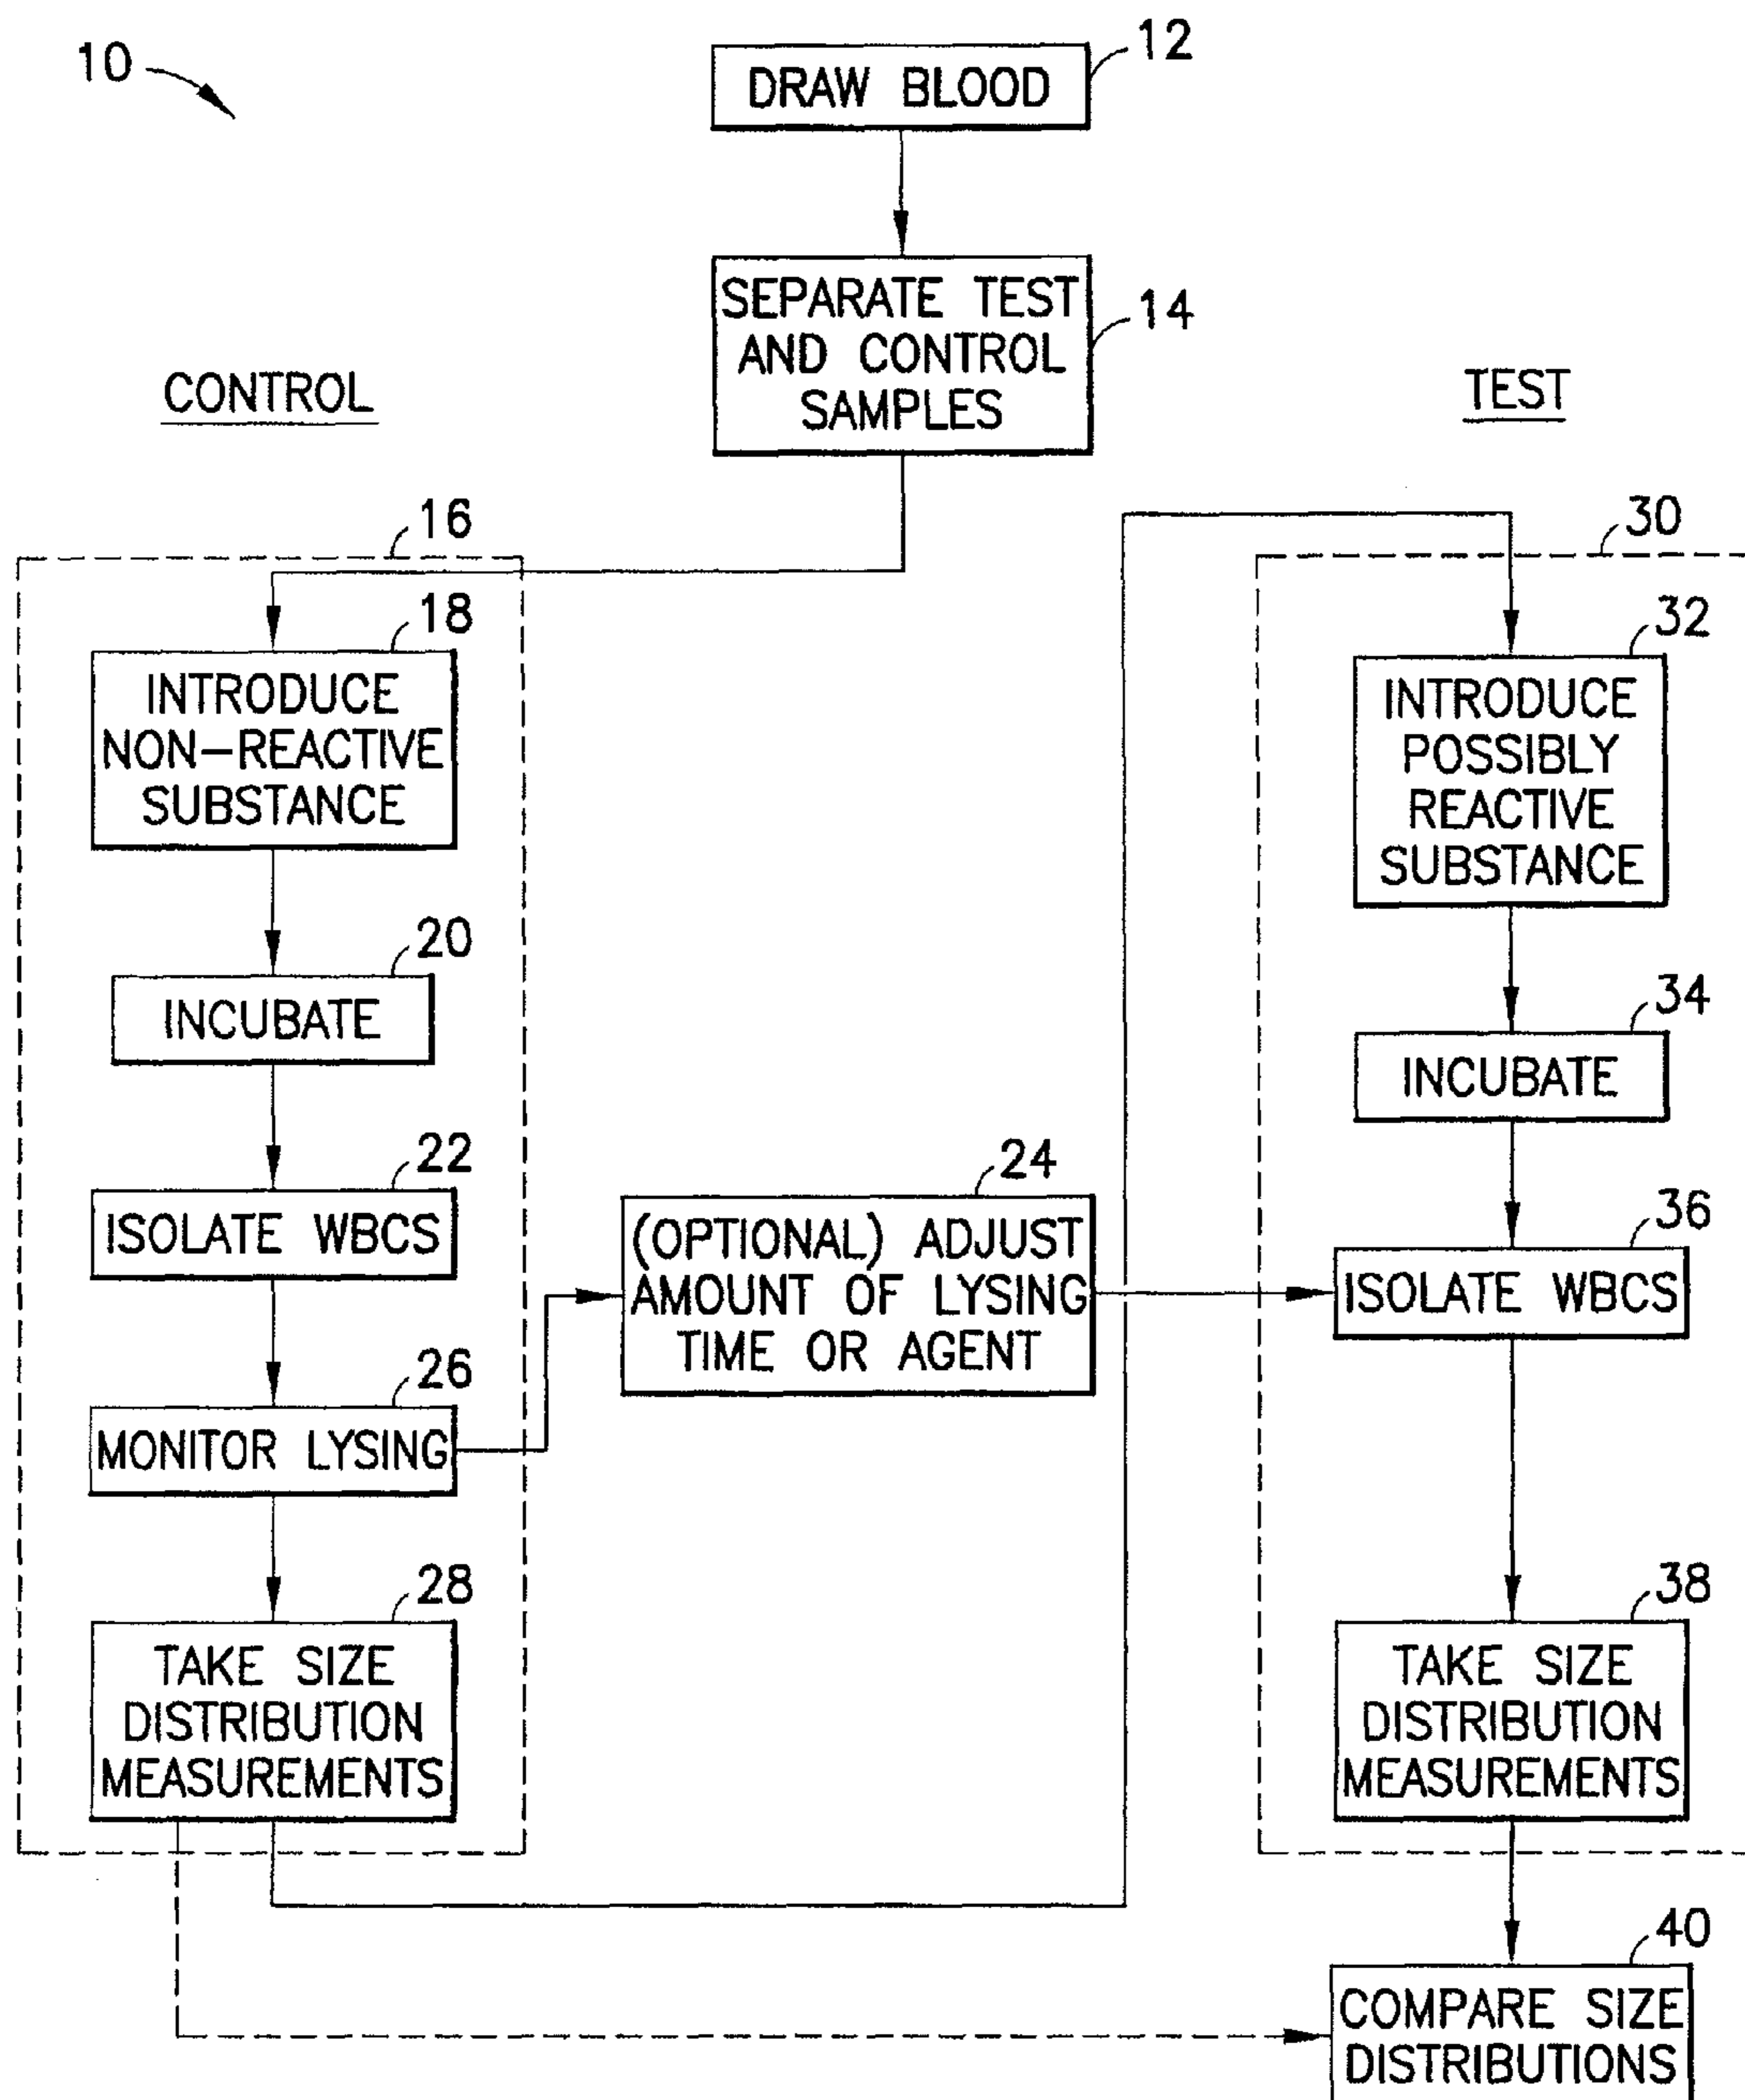 10
12
DRAW BLOOD
14
SEPARATE TEST
AND CONTROL
SAMPLES
CONTROL
TEST
16
18
INTRODUCE
NON-REACTIVE
SUBSTANCE
20
INCUBATE
22
ISOLATE WBCS
26
MONITOR LYSING
28
TAKE SIZE
DISTRIBUTION
MEASUREMENTS
24
(OPTIONAL) ADJUST
AMOUNT OF LYSING
TIME OR AGENT
30
32
INTRODUCE
POSSIBLY
REACTIVE
SUBSTANCE
34
INCUBATE
36
ISOLATE WBCS
38
TAKE SIZE
DISTRIBUTION
MEASUREMENTS
40
COMPARE SIZE
DISTRIBUTIONS